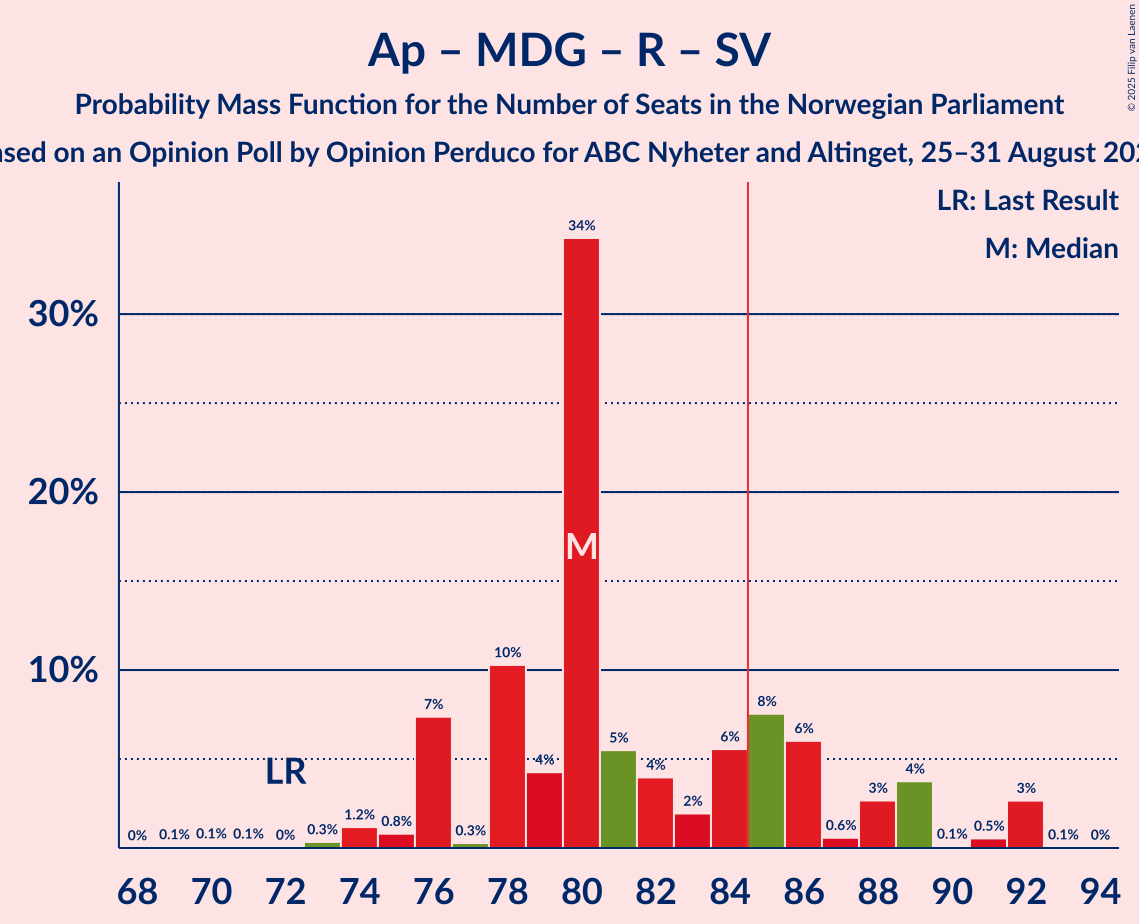 Ap – MDG – R – SV
Probability Mass Function for the Number of Seats in the Norwegian Parliament
on an Opinion Poll by Opinion Perduco for ABC Nyheter and Altinget, 25–31 August
© 2025 Filip van Laenen
LR: Last Result
M: Median
30%
20%
10%
34%
10%
8%
7%
6%
6%
5%
4%
4%
4%
3%
3%
2%
LR
M
0% 0.1% 0.1% 0.1% 0% 0.3% 1.2% 0.8% 0.3% 0.6% 0.1% 0.5% 0.1% 0%
68 70 72 74 76 78 80 82 84 86 88 90 92 94